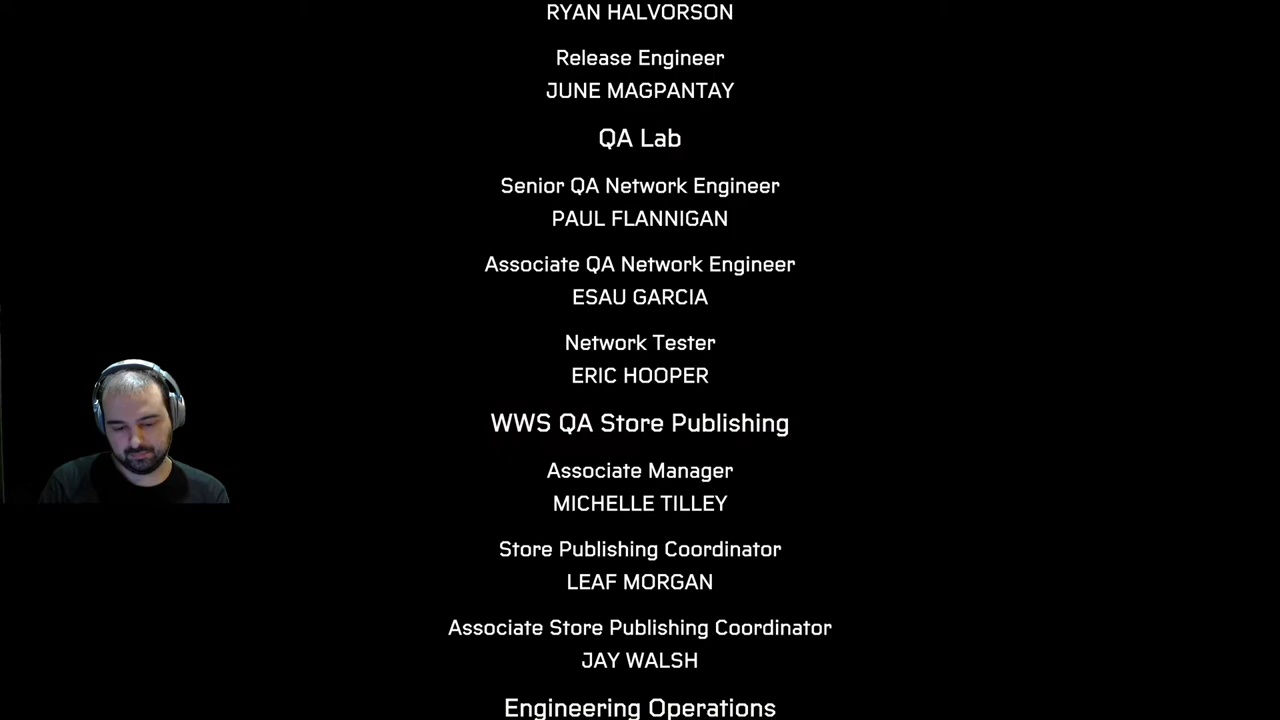 RYAN HALVORSON
Release Engineer
JUNE MAGPANTAY
QA Lab
Senior QA Network Engineer
PAUL FLANNIGAN
Associate QA Network Engineer
ESAU GARCIA
Network Tester
ERIC HOOPER
WWS QA Store Publishing
Associate Manager
MICHELLE TILLEY
Store Publishing Coordinator
LEAF MORGAN
Associate Store Publishing Coordinator
JAY WALSH
Engineering Operations